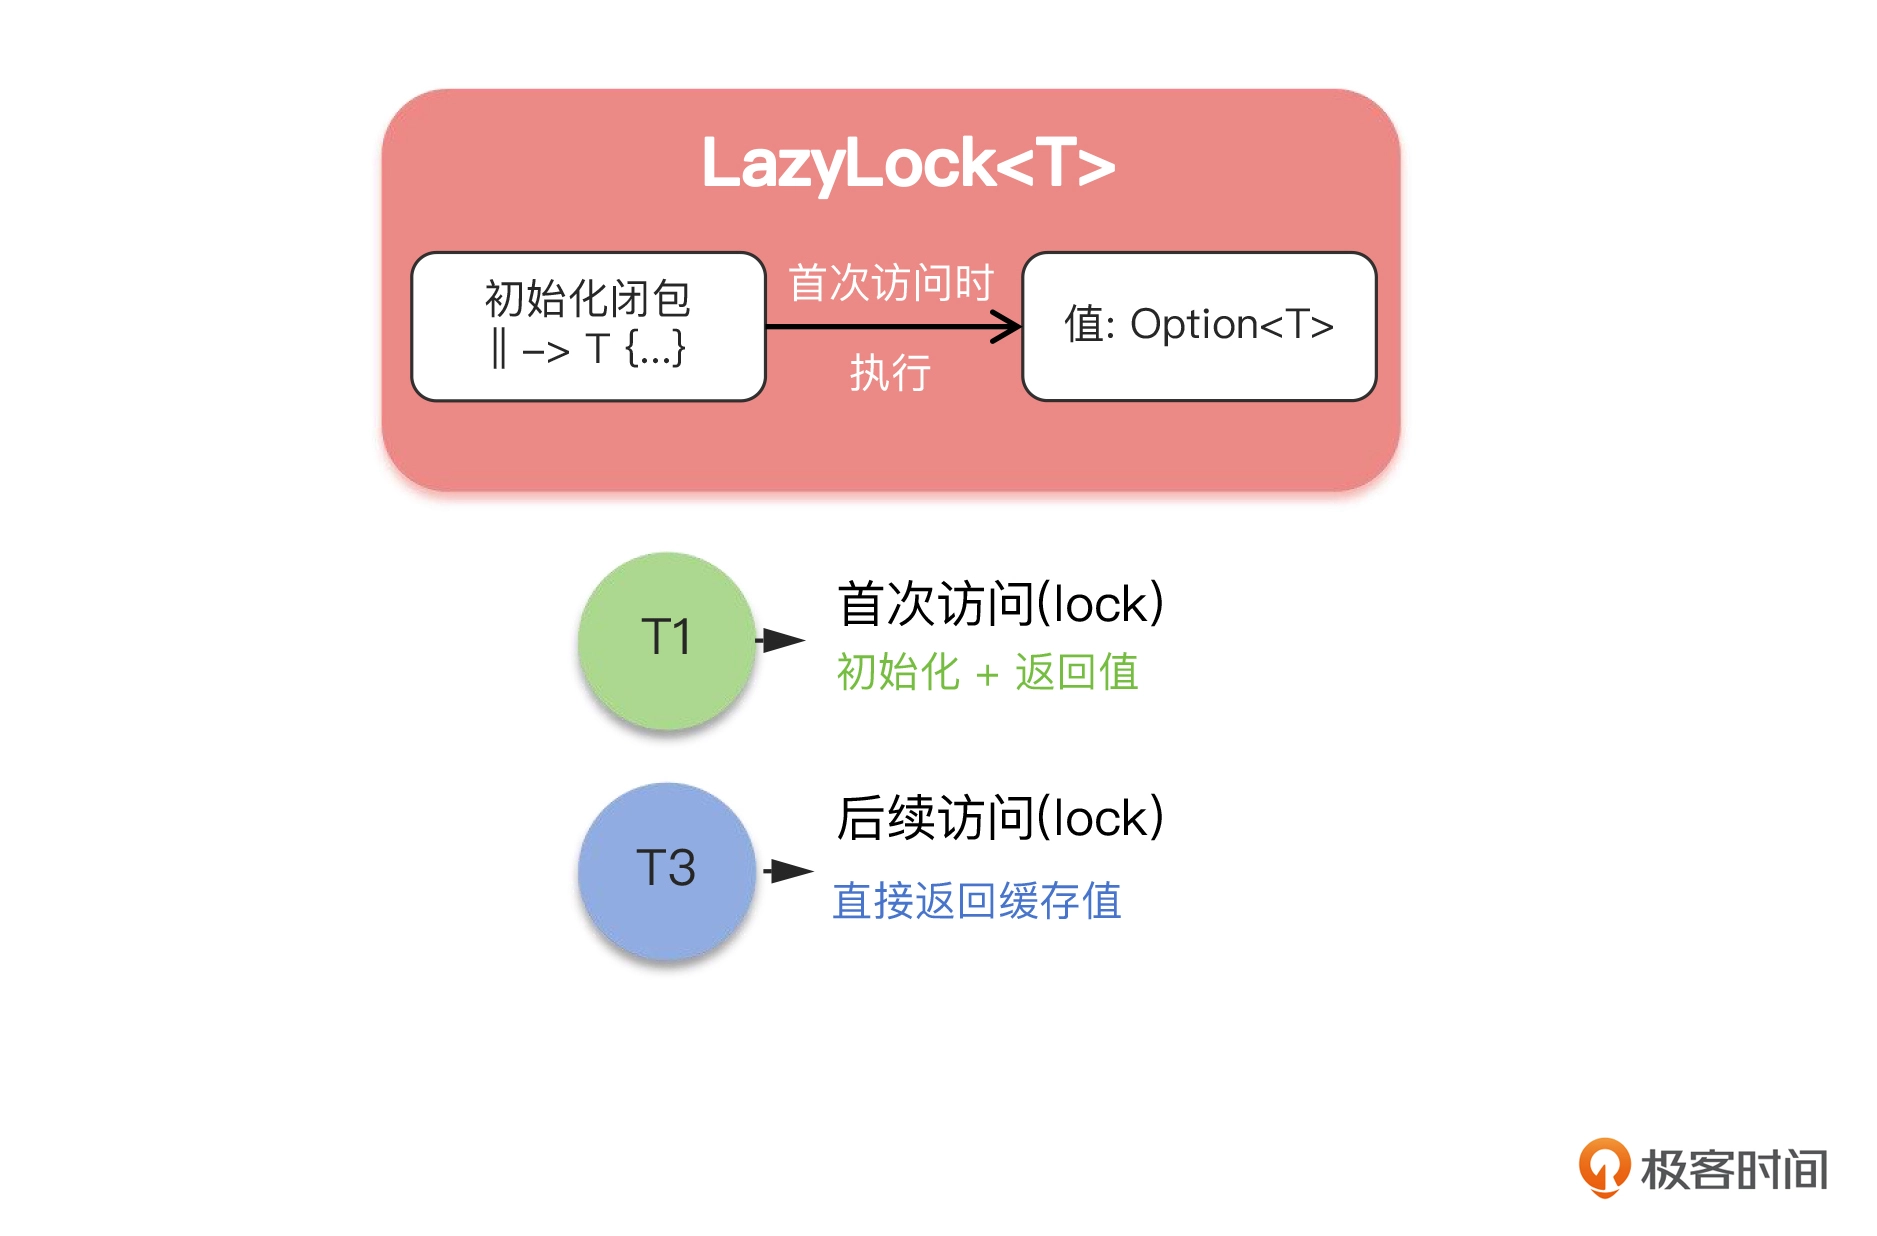 LazyLock<T>
初始化闭包
|| –> T {...}
首次访问时
执行
值: Option<T>
T1
首次访问(lock)
初始化 + 返回值
T3
后续访问(lock)
直接返回缓存值
极客时间